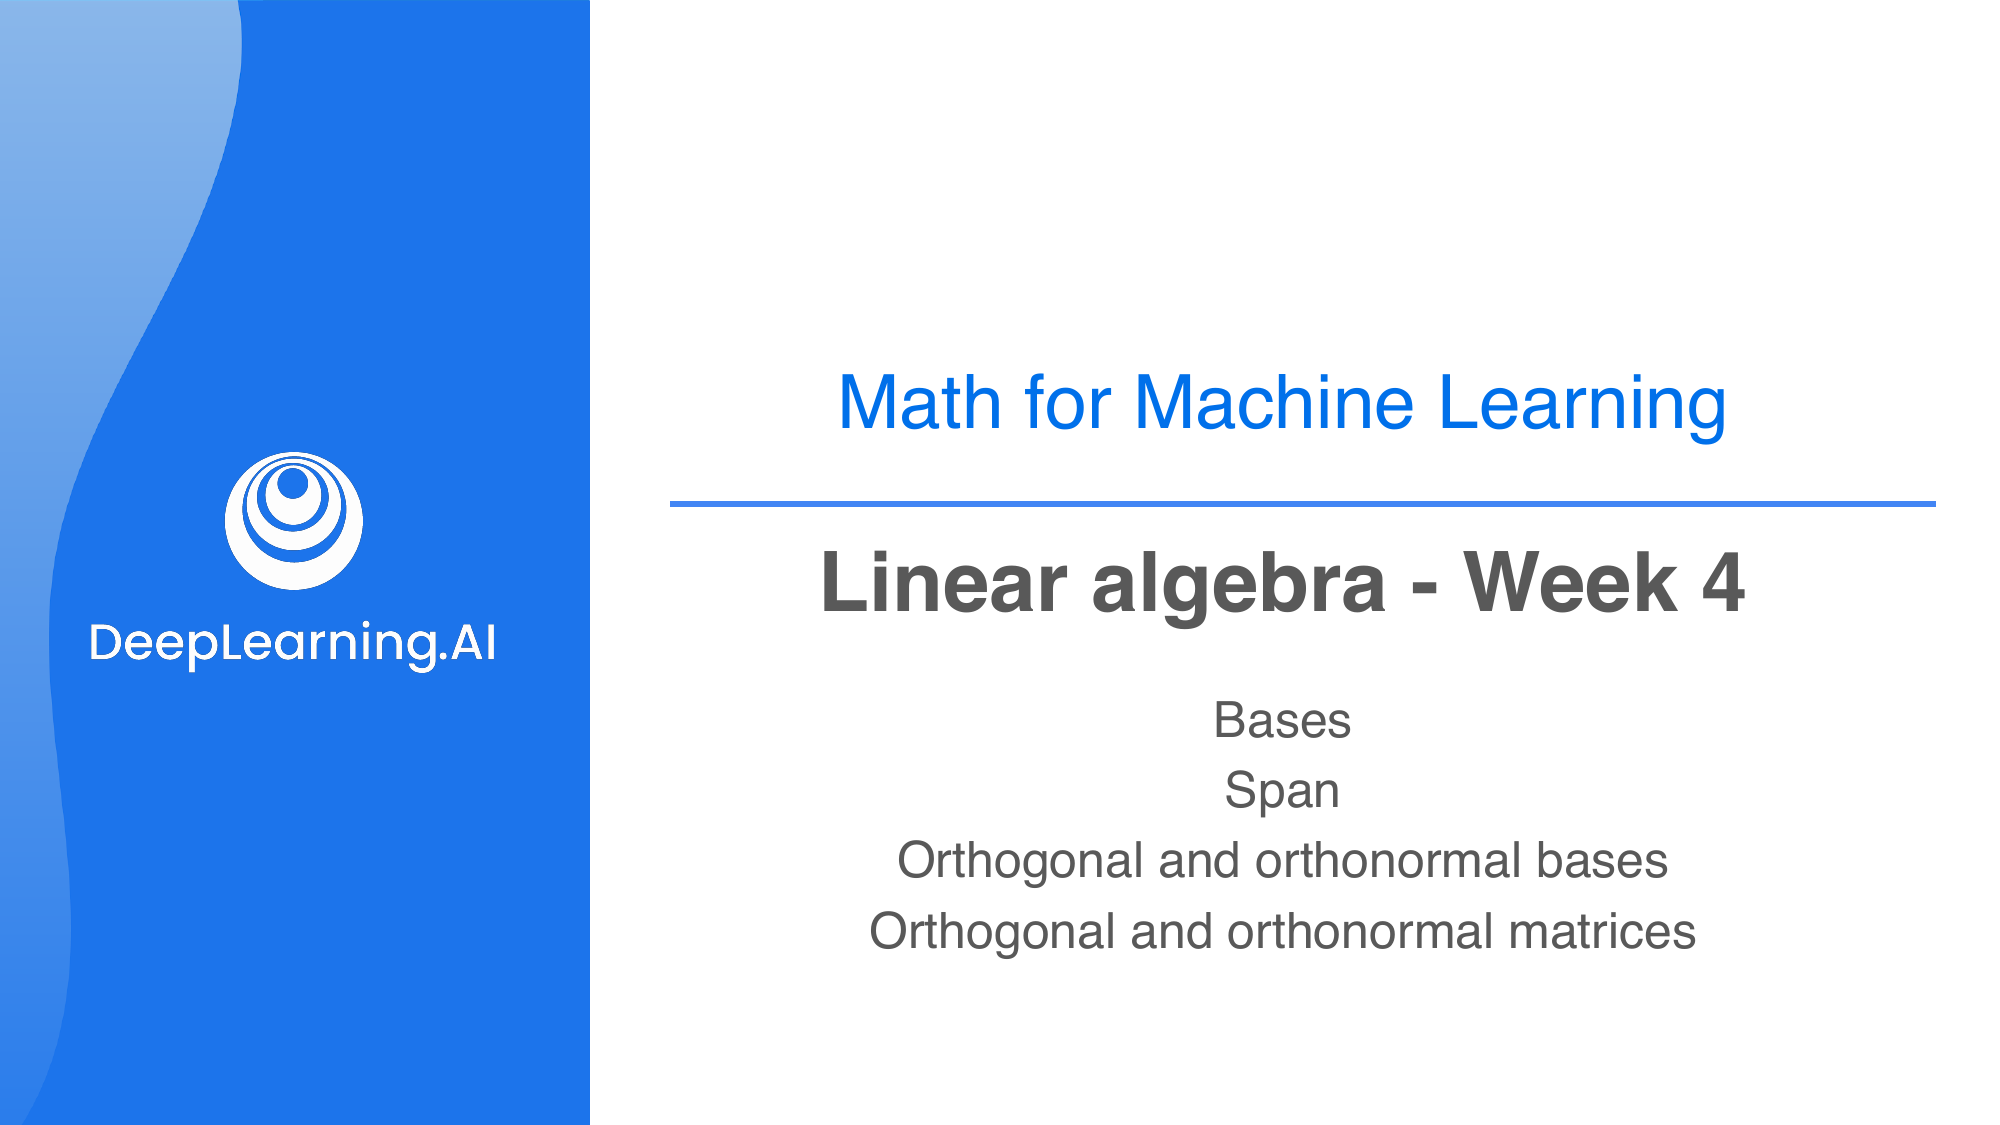 DeepLearning.AI
Math for Machine Learning
Linear algebra - Week 4
Bases
Span
Orthogonal and orthonormal bases
Orthogonal and orthonormal matrices